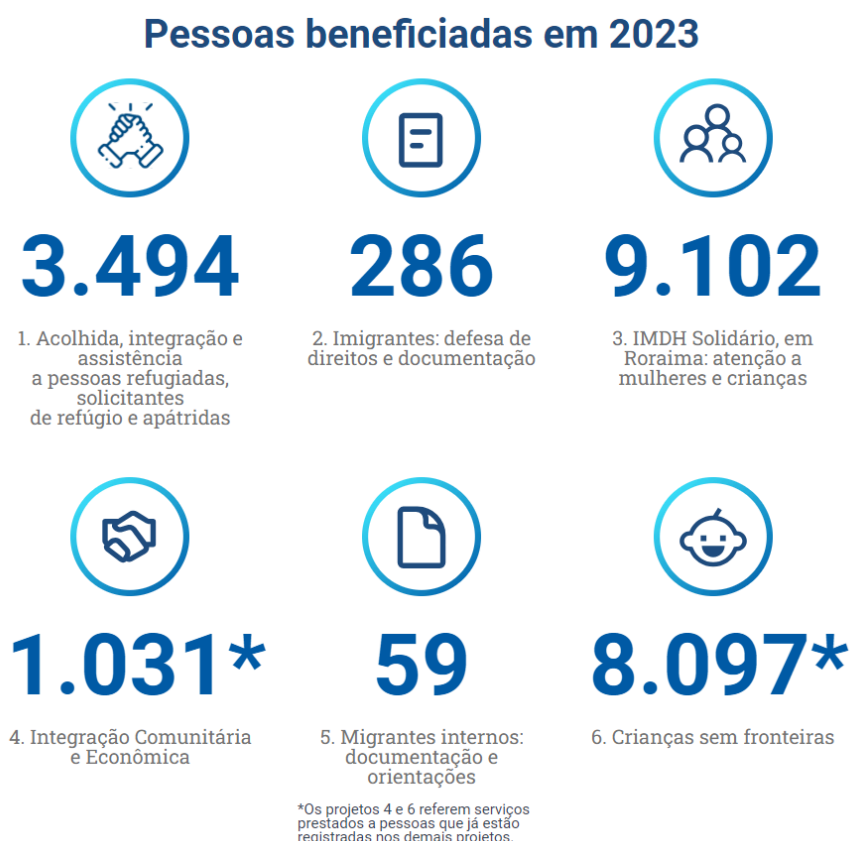 Pessoas beneficiadas em 2023
3.494
286
9.102
1. Acolhida, integração e
assistência
a pessoas refugiadas,
solicitantes
de refúgio e apátridas
2. Imigrantes: defesa de
direitos e documentação
3. IMDH Solidário, em
Roraima: atenção a
mulheres e crianças
1.031*
59
8.097*
4. Integração Comunitária
e Econômica
5. Migrantes internos:
documentação e
orientações
6. Crianças sem fronteiras
*Os projetos 4 e 6 referem serviços
prestados a pessoas que já estão
registradas nos demais projetos.